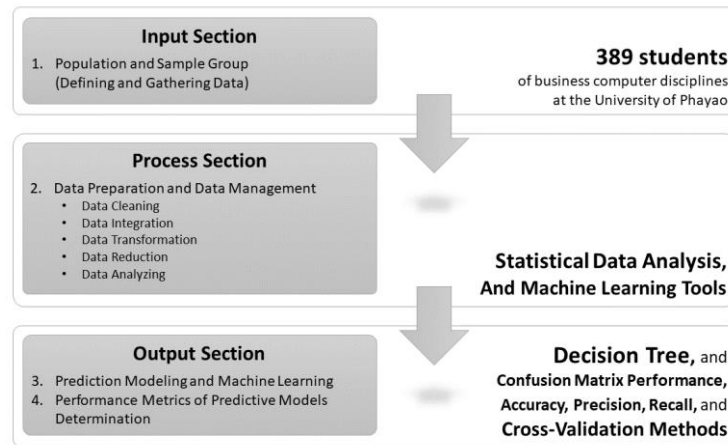 Input Section
1. Population and Sample Group
(Defining and Gathering Data)
389 students
of business computer disciplines
at the University of Phayao
Process Section
2. Data Preparation and Data Management
• Data Cleaning
• Data Integration
• Data Transformation
• Data Reduction
• Data Analyzing
Statistical Data Analysis,
And Machine Learning Tools
Output Section
3. Prediction Modeling and Machine Learning
4. Performance Metrics of Predictive Models
Determination
Decision Tree, and
Confusion Matrix Performance,
Accuracy, Precision, Recall, and
Cross-Validation Methods